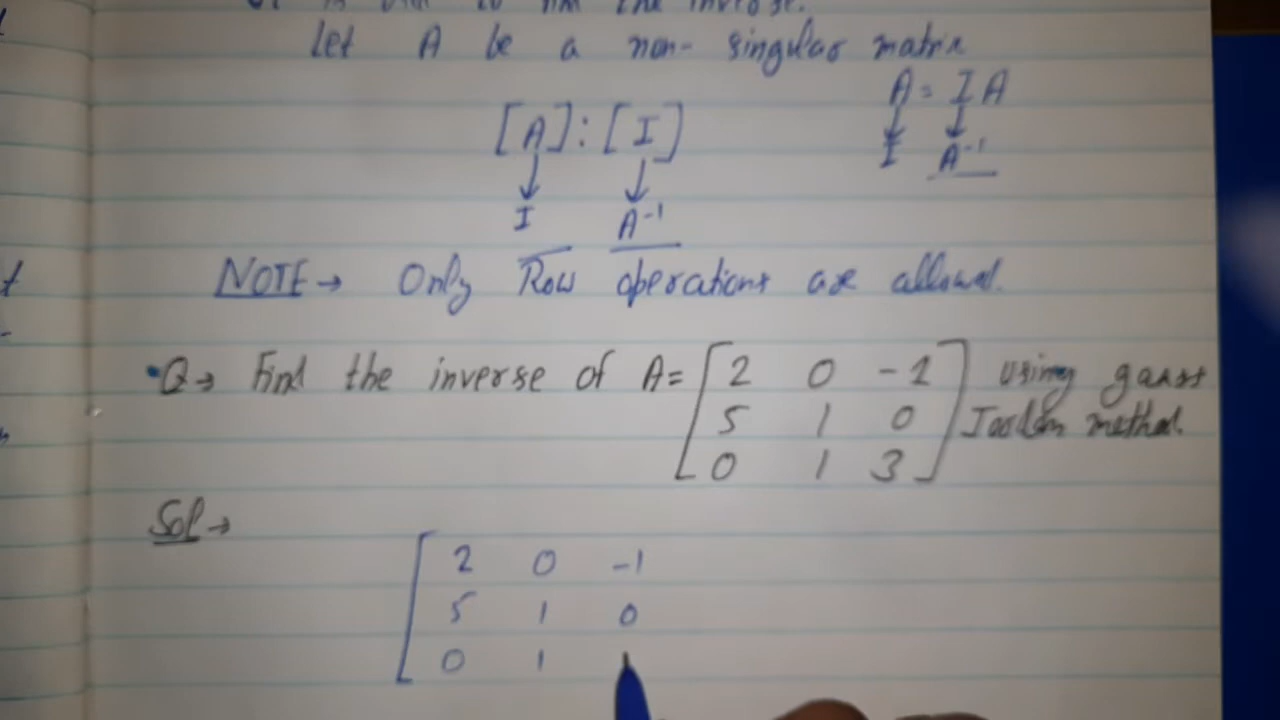 Let A be a non- singular matrix
A = IA
[A] : [I]
I A⁻¹
I A⁻¹
NOTE → Only Row operations are allowed.
•Q→ Find the inverse of A= [2 0 -1] using gauss
5 1 0 Jordan method.
0 1 3
Sol →
2 0 -1
5 1 0
0 1